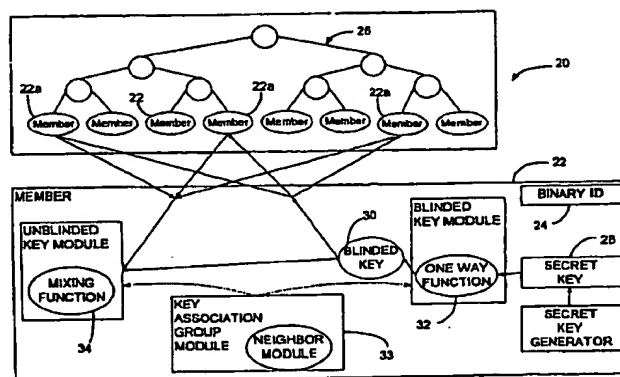 26
20
22a
22
22a
22a
Member Member Member Member Member Member Member Member
22
MEMBER
BINARY ID
24
UNBLINDED
KEY MODULE
MIXING
FUNCTION
34
30
BLINDED
KEY
BLINDED
KEY MODULE
ONE WAY
FUNCTION
32
28
SECRET
KEY
SECRET
KEY
GENERATOR
KEY
ASSOCIATION
GROUP
MODULE
NEIGHBOR
MODULE
33